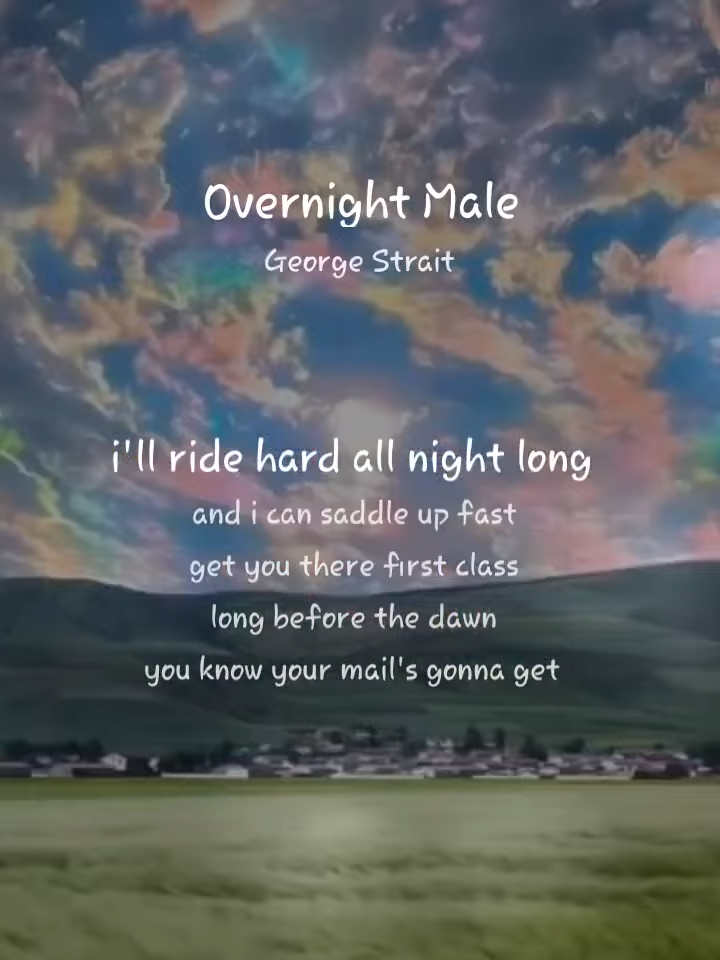 Overnight Male
George Strait
i'll ride hard all night long
and i can saddle up fast
get you there first class
long before the dawn
you know your mail's gonna get